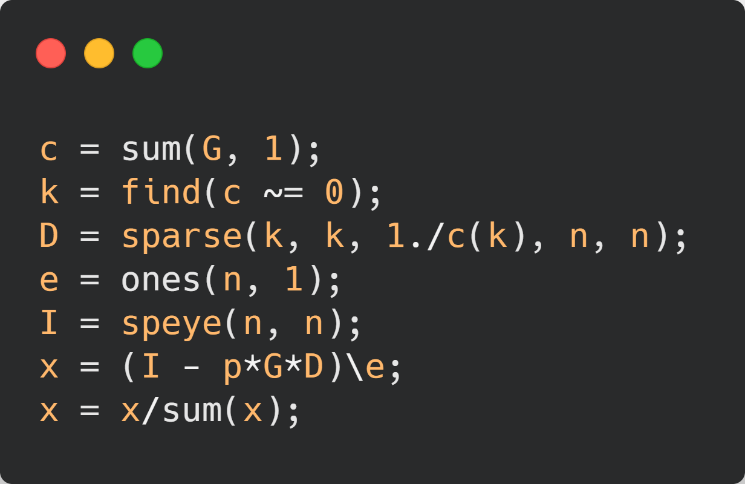 c = sum(G, 1);
k = find(c ~= 0);
D = sparse(k, k, 1./c(k), n, n);
e = ones(n, 1);
I = speye(n, n);
x = (I - p*G*D)\e;
x = x/sum(x);